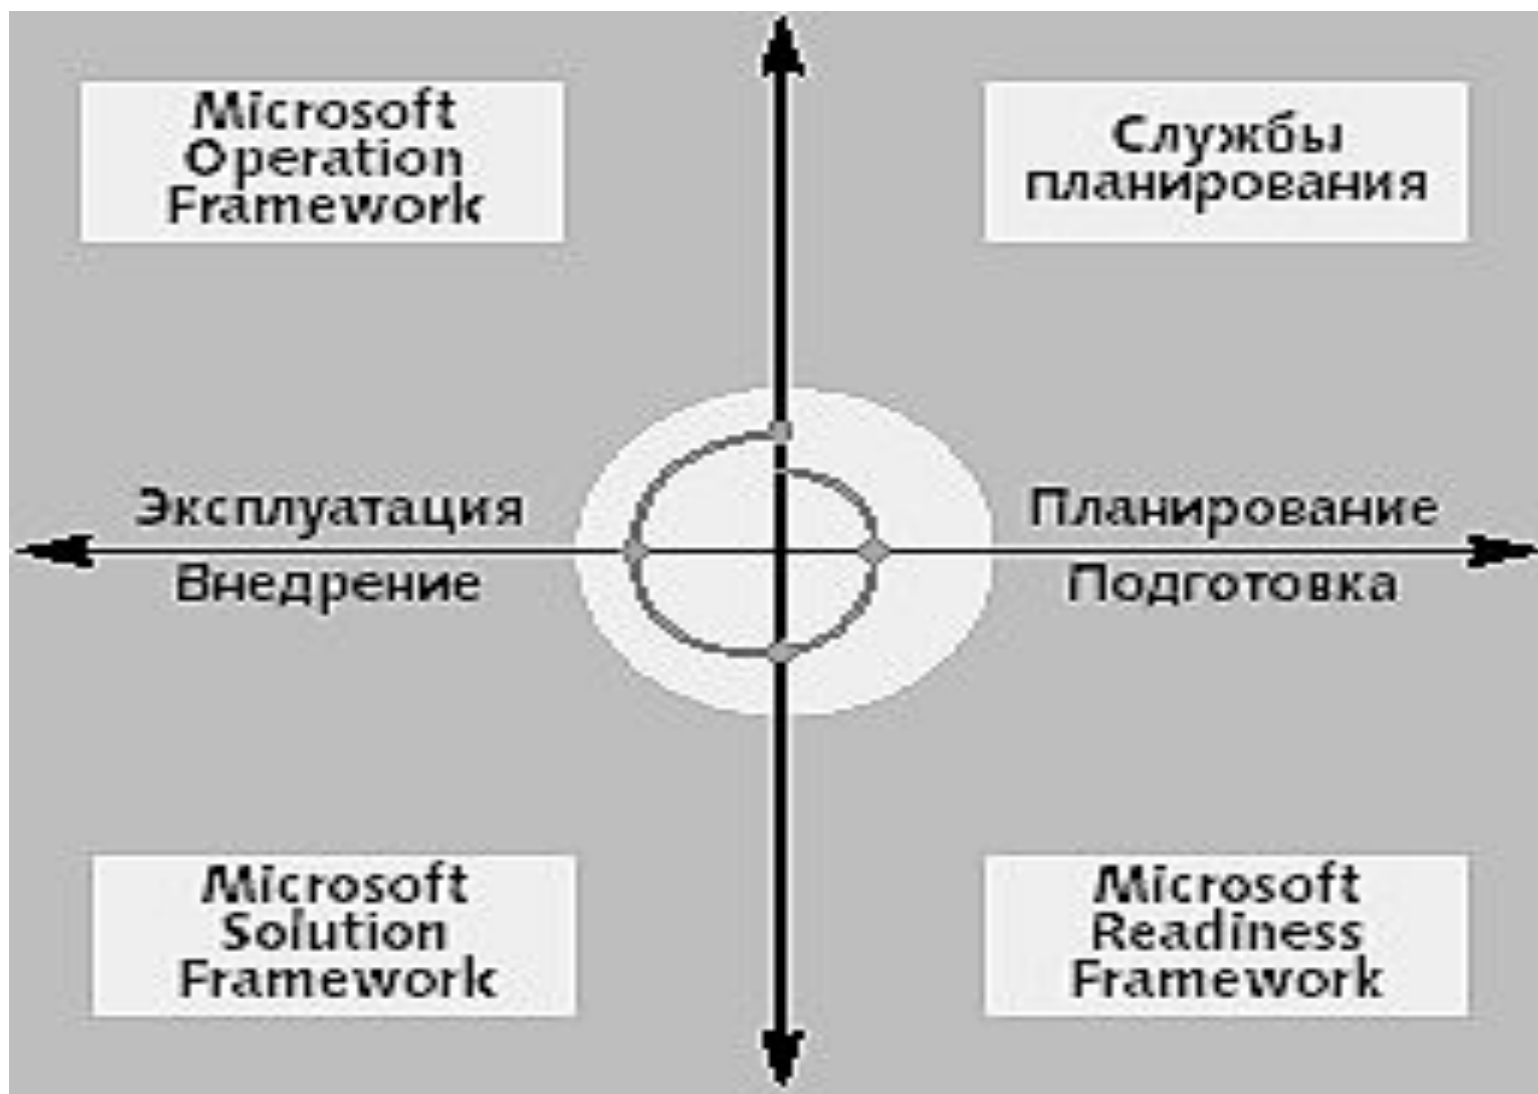 Microsoft
Operation
Framework
Службы
планирования
Эксплуатация
Внедрение
Планирование
Подготовка
Microsoft
Solution
Framework
Microsoft
Readiness
Framework